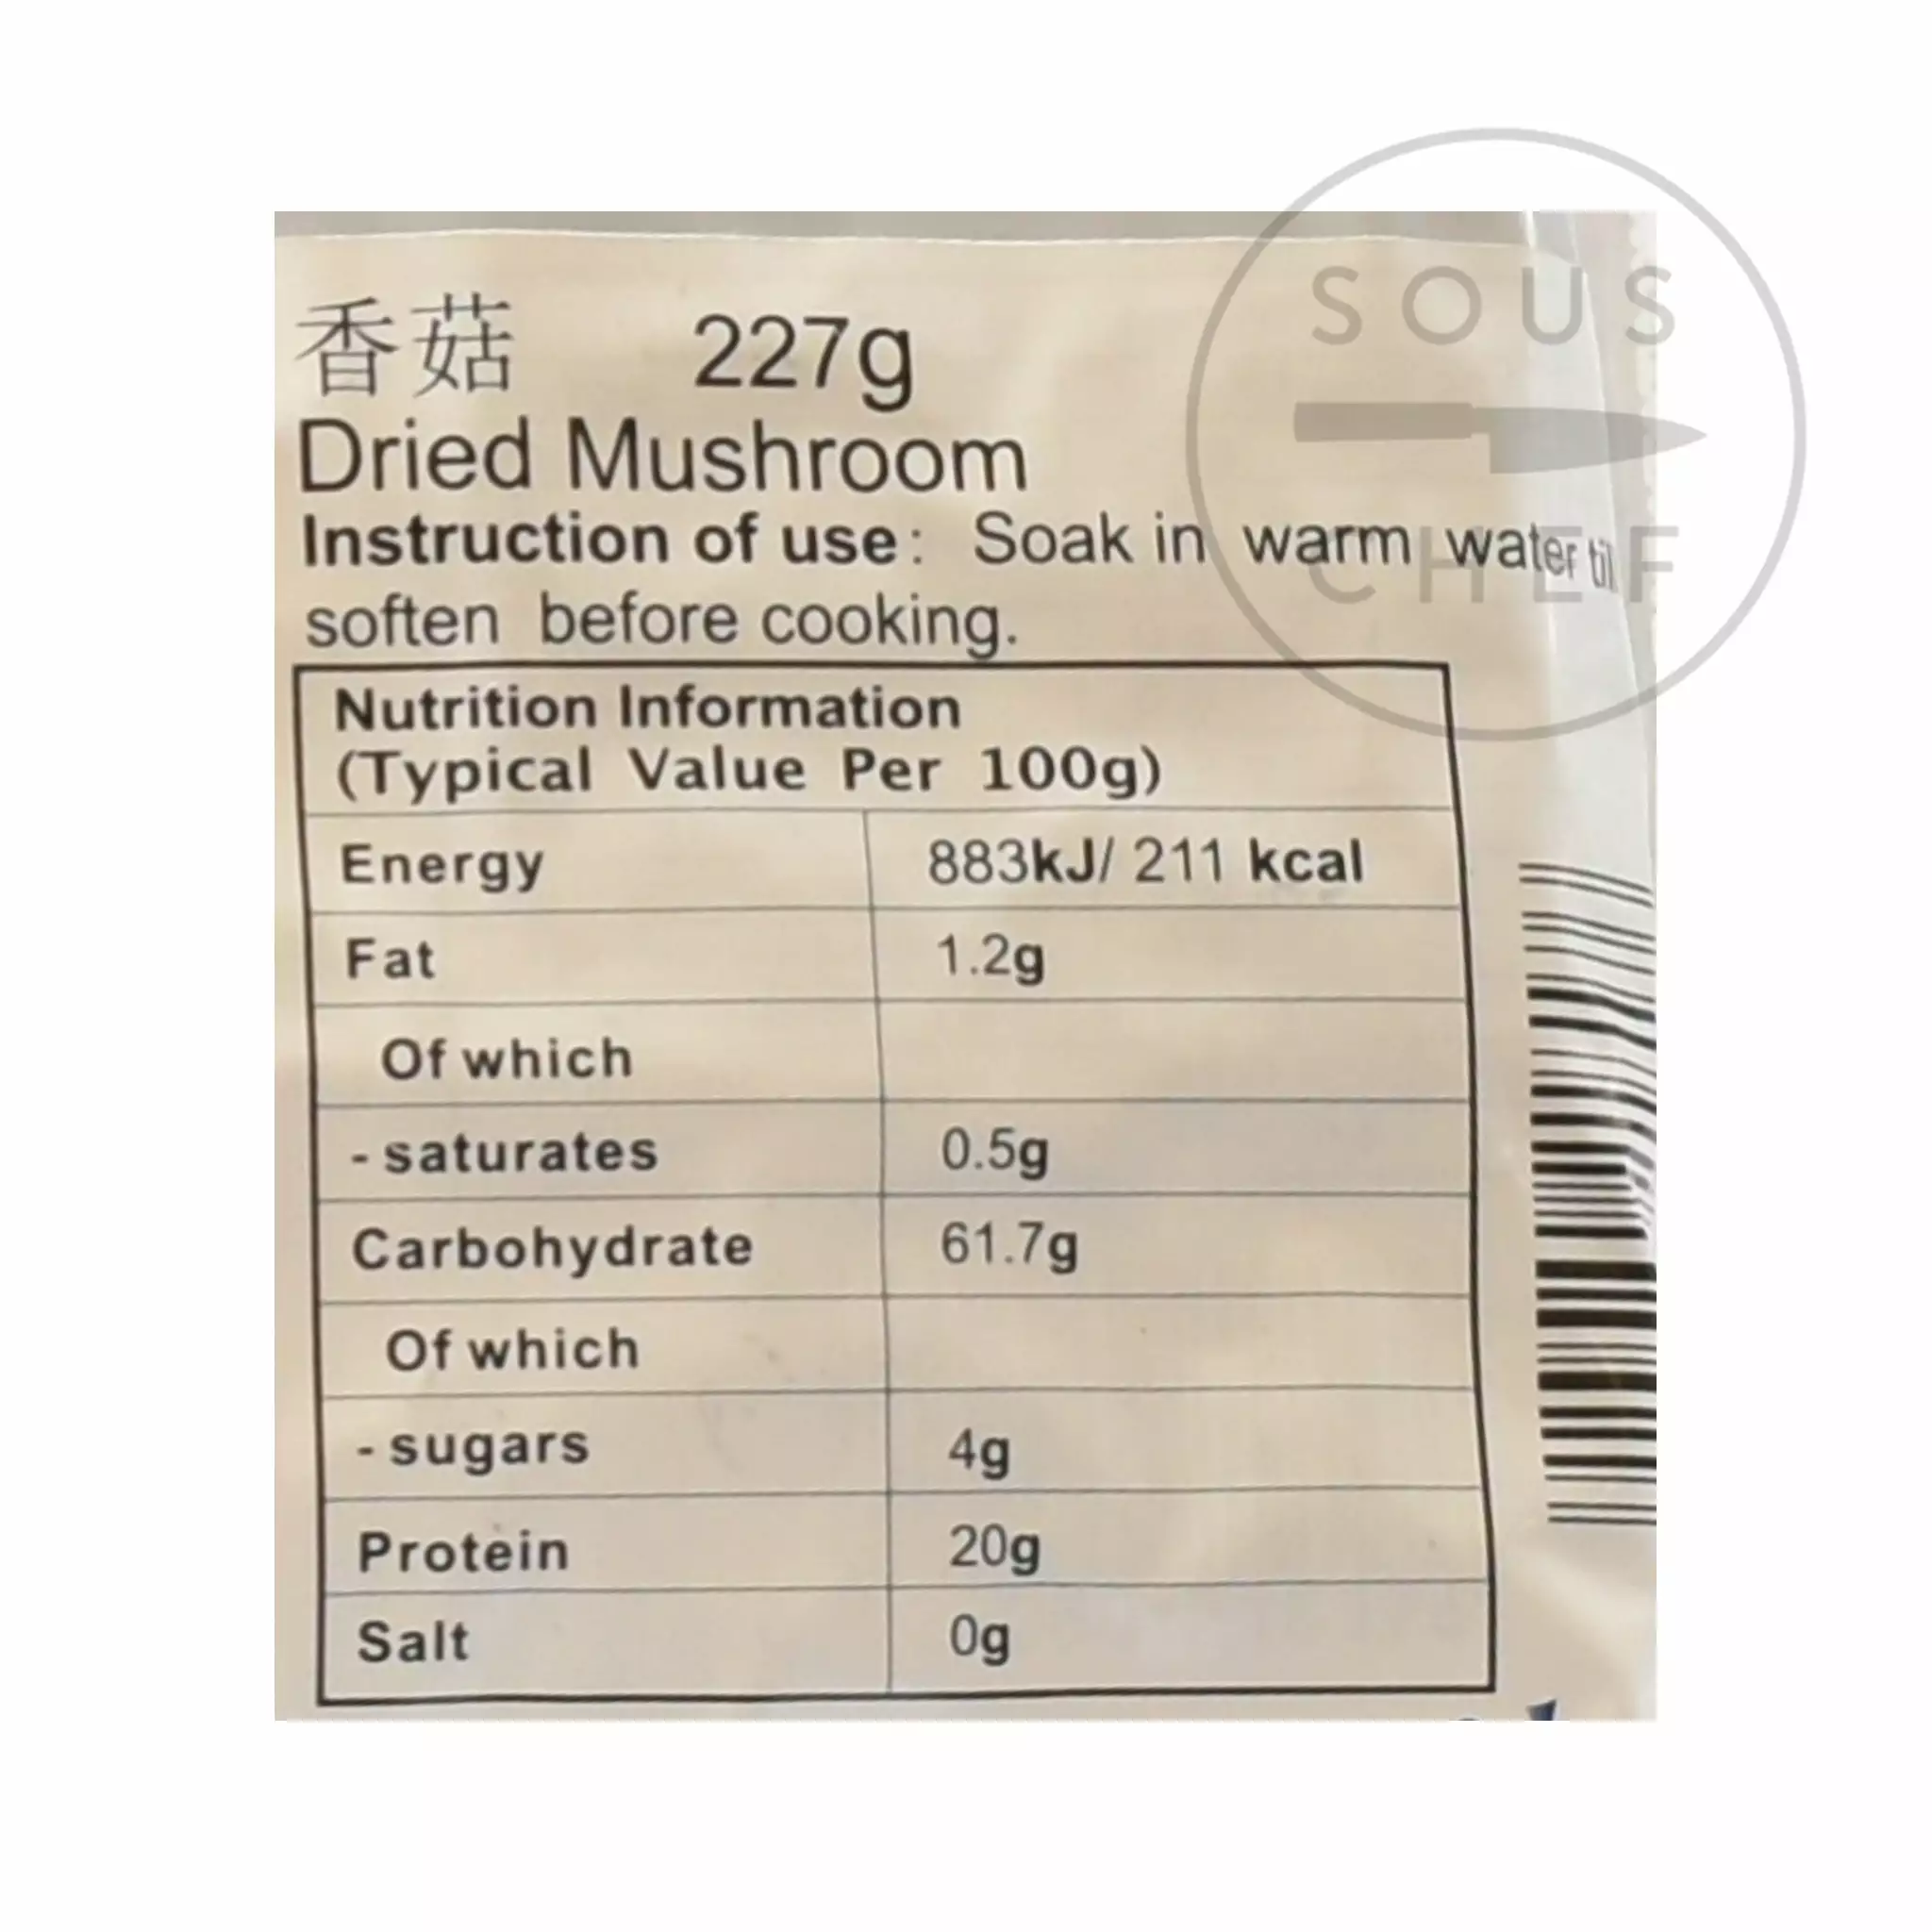 SOUS
CHEF
香菇 227g
Dried Mushroom
Instruction of use: Soak in warm water till
soften before cooking.
Nutrition Information
(Typical Value Per 100g)
Energy 883kJ/ 211 kcal
Fat 1.2g
Of which
- saturates 0.5g
Carbohydrate 61.7g
Of which
- sugars 4g
Protein 20g
Salt 0g